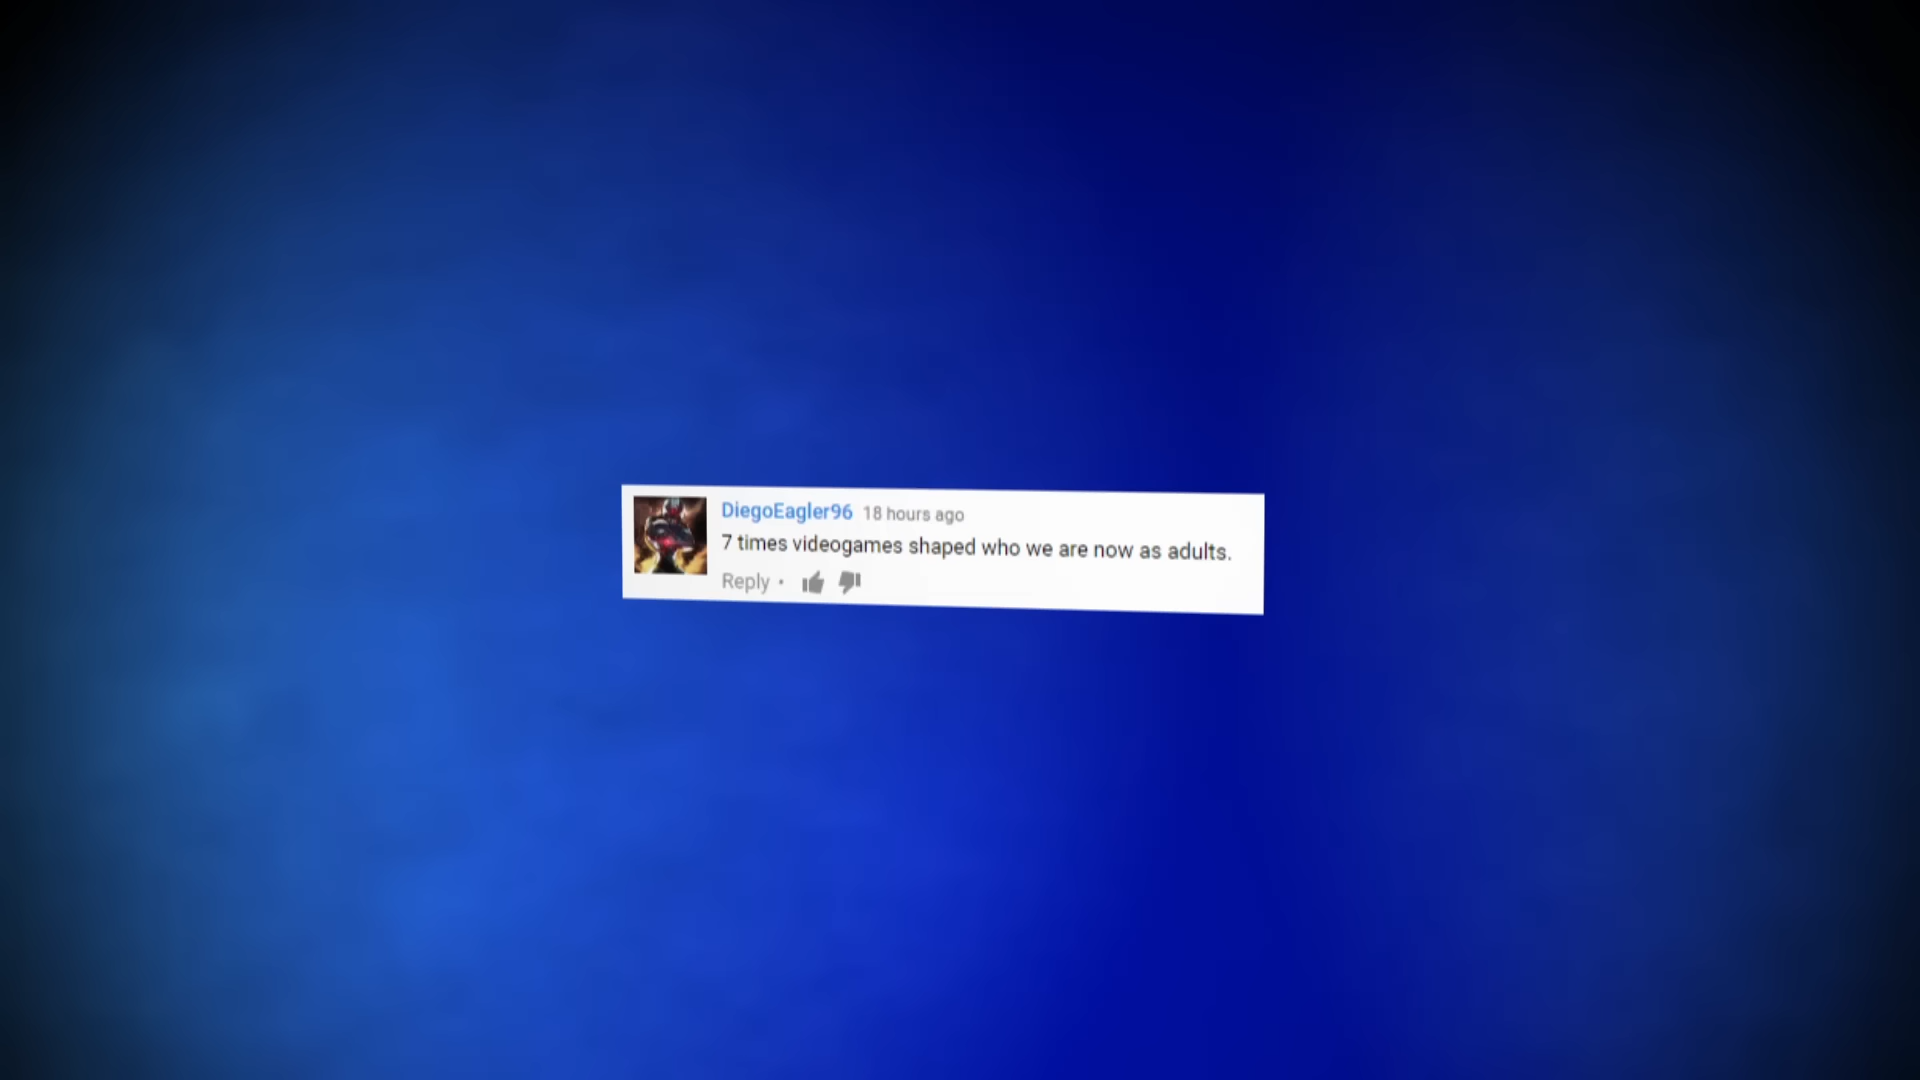 DiegoEagler96 18 hours ago
7 times videogames shaped who we are now as adults.
Reply •